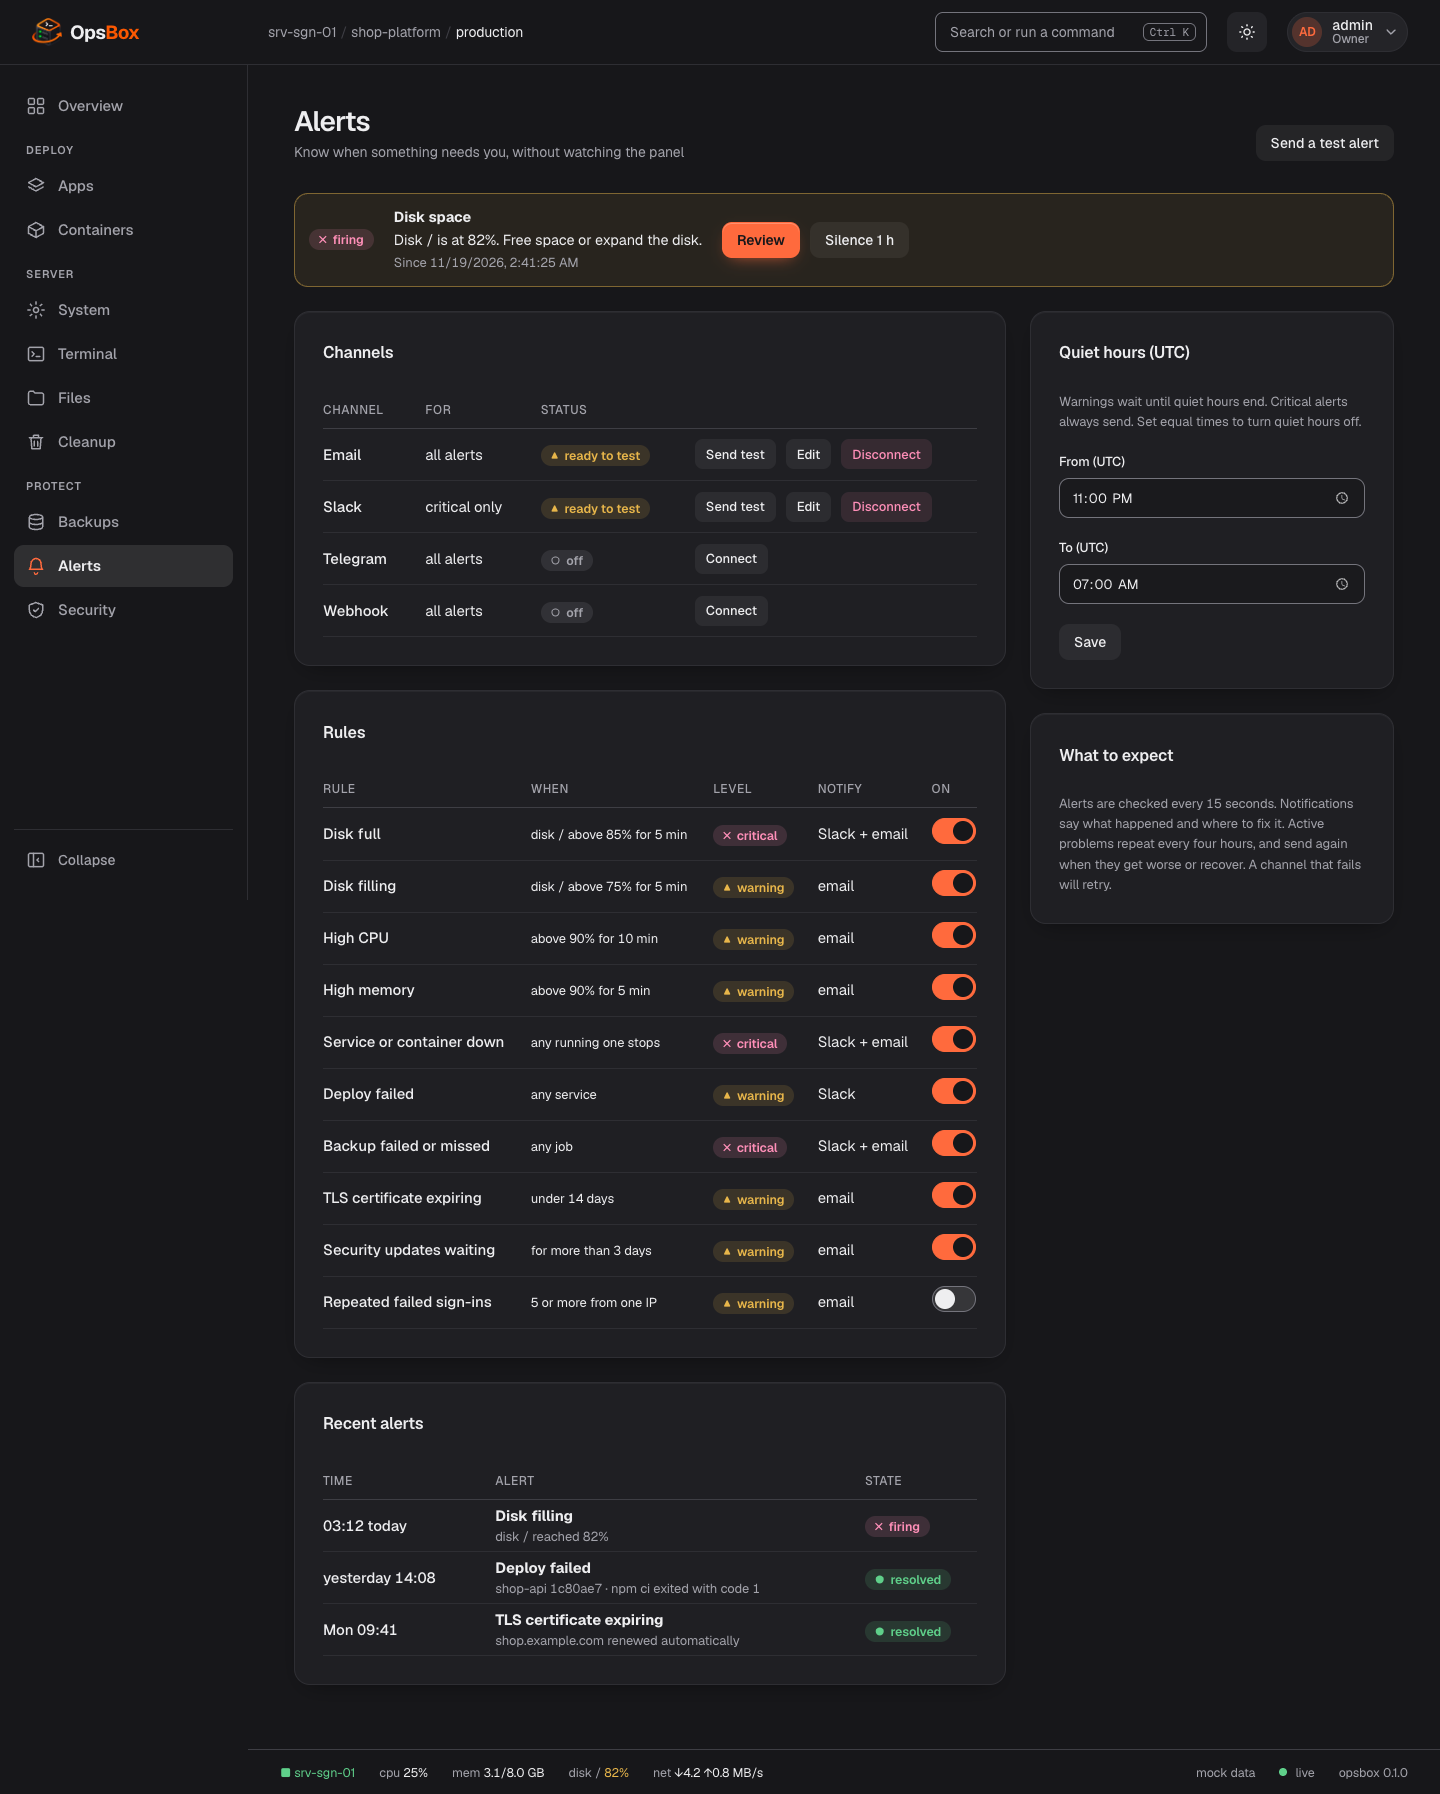 OpsBox
srv-sgn-01 / shop-platform / production
Search or run a command Ctrl K
AD
admin
Owner
Overview
DEPLOY
Apps
Containers
SERVER
System
Terminal
Files
Cleanup
PROTECT
Backups
Alerts
Security
Collapse
Alerts
Know when something needs you, without watching the panel
Send a test alert
firing
Disk space
Disk / is at 82%. Free space or expand the disk.
Since 11/19/2026, 2:41:25 AM
Review
Silence 1 h
Channels
CHANNEL FOR STATUS
Email all alerts ready to test Send test Edit Disconnect
Slack critical only ready to test Send test Edit Disconnect
Telegram all alerts off Connect
Webhook all alerts off Connect
Quiet hours (UTC)
Warnings wait until quiet hours end. Critical alerts
always send. Set equal times to turn quiet hours off.
From (UTC)
11:00 PM
To (UTC)
07:00 AM
Save
Rules
RULE WHEN LEVEL NOTIFY ON
Disk full disk / above 85% for 5 min critical Slack + email
Disk filling disk / above 75% for 5 min warning email
High CPU above 90% for 10 min warning email
High memory above 90% for 5 min warning email
Service or container down any running one stops critical Slack + email
Deploy failed any service warning Slack
Backup failed or missed any job critical Slack + email
TLS certificate expiring under 14 days warning email
Security updates waiting for more than 3 days warning email
Repeated failed sign-ins 5 or more from one IP warning email
What to expect
Alerts are checked every 15 seconds. Notifications
say what happened and where to fix it. Active
problems repeat every four hours, and send again
when they get worse or recover. A channel that fails
will retry.
Recent alerts
TIME ALERT STATE
03:12 today Disk filling firing
disk / reached 82%
yesterday 14:08 Deploy failed resolved
shop-api 1c80ae7 · npm ci exited with code 1
Mon 09:41 TLS certificate expiring resolved
shop.example.com renewed automatically
srv-sgn-01 cpu 25% mem 3.1/8.0 GB disk / 82% net ↓4.2 ↑0.8 MB/s mock data live opsbox 0.1.0